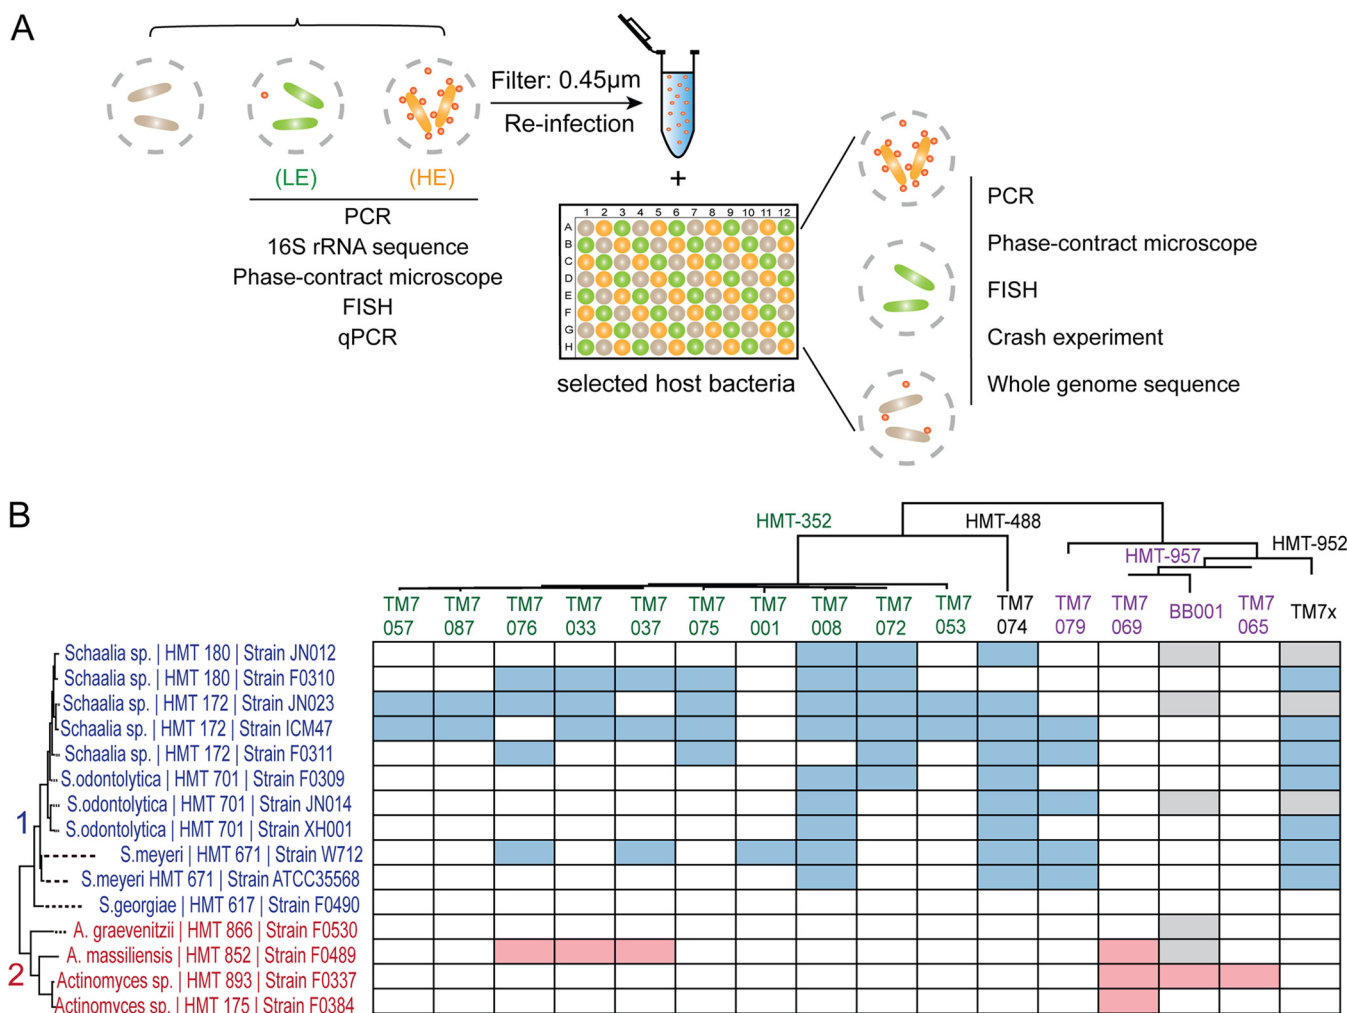 A
Filter: 0.45μm
Re-infection
(LE)
(HE)
PCR
16S rRNA sequence
Phase-contract microscope
FISH
qPCR
+
1 2 3 4 5 6 7 8 9 10 11 12
A
B
C
D
E
F
G
H
selected host bacteria
PCR
Phase-contract microscope
FISH
Crash experiment
Whole genome sequence
B
HMT-352
HMT-488
HMT-957
HMT-952
TM7 057
TM7 087
TM7 076
TM7 033
TM7 037
TM7 075
TM7 001
TM7 008
TM7 072
TM7 053
TM7 074
TM7 079
TM7 069
BB001
TM7 065
TM7x
1
Schaalia sp. | HMT 180 | Strain JN012
Schaalia sp. | HMT 180 | Strain F0310
Schaalia sp. | HMT 172 | Strain JN023
Schaalia sp. | HMT 172 | Strain ICM47
Schaalia sp. | HMT 172 | Strain F0311
S.odontolytica | HMT 701 | Strain F0309
S.odontolytica | HMT 701 | Strain JN014
S.odontolytica | HMT 701 | Strain XH001
S.meyeri | HMT 671 | Strain W712
S.meyeri HMT 671 | Strain ATCC35568
S.georgiae | HMT 617 | Strain F0490
2
A. graevenitzii | HMT 866 | Strain F0530
A. massiliensis | HMT 852 | Strain F0489
Actinomyces sp. | HMT 893 | Strain F0337
Actinomyces sp. | HMT 175 | Strain F0384